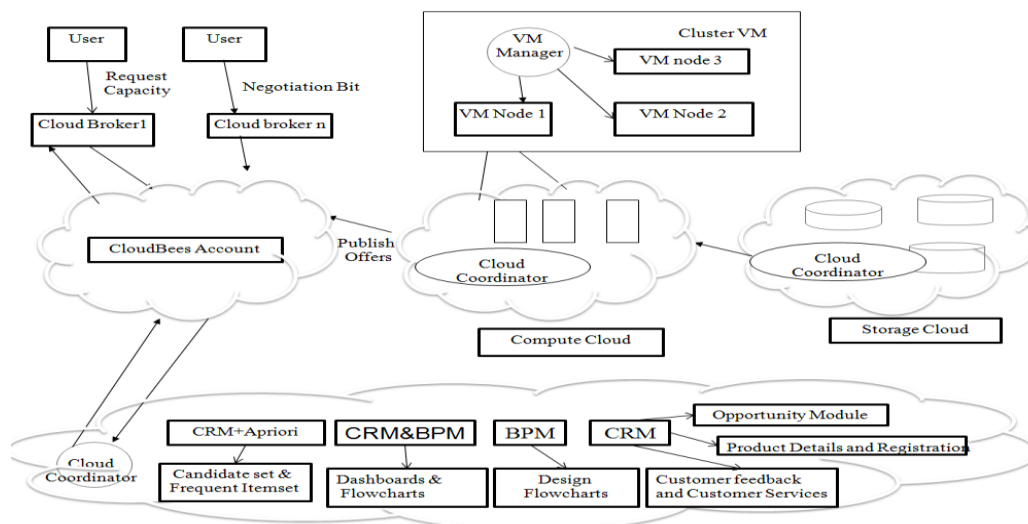 User
User
Request
Capacity
Negotiation Bit
Cloud Broker1
Cloud broker n
VM
Manager
Cluster VM
VM node 3
VM Node 1
VM Node 2
CloudBees Account
Publish
Offers
Cloud
Coordinator
Cloud
Coordinator
Compute Cloud
Storage Cloud
CRM+Apriori
CRM&BPM
BPM
CRM
Opportunity Module
Product Details and Registration
Cloud
Coordinator
Candidate set &
Frequent Itemset
Dashboards &
Flowcharts
Design
Flowcharts
Customer feedback
and Customer Services